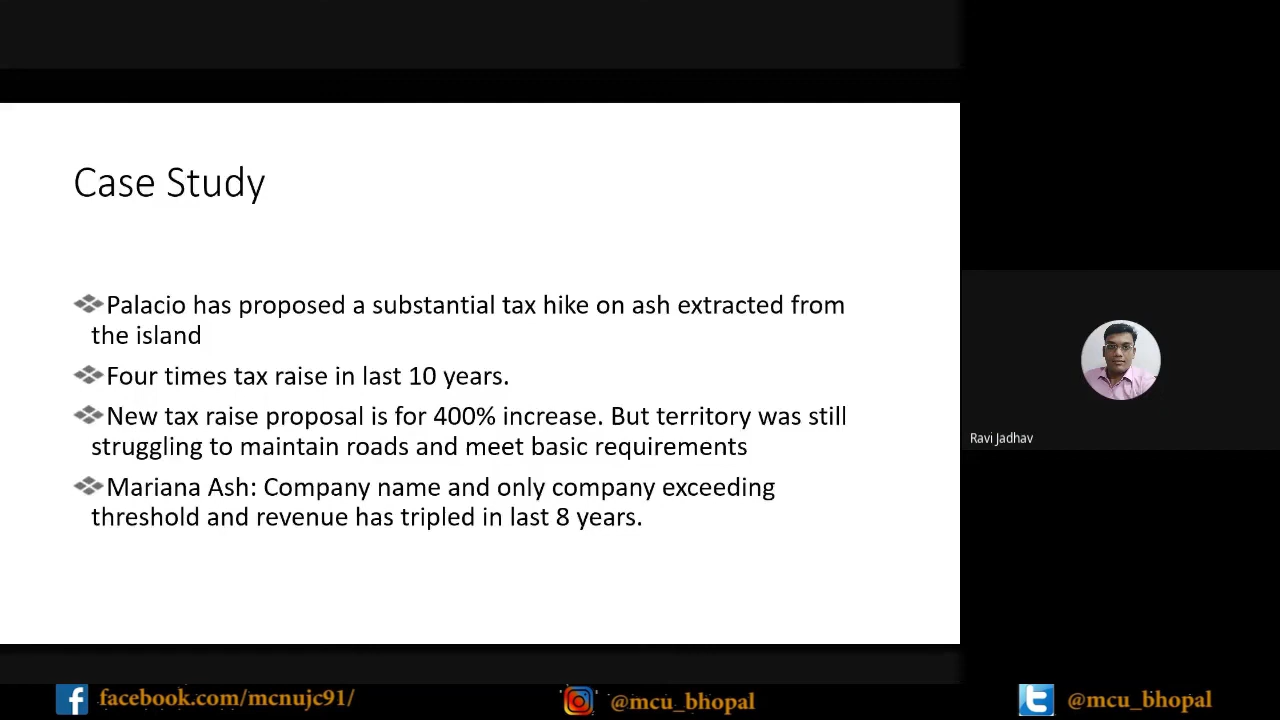 Case Study
Palacio has proposed a substantial tax hike on ash extracted from
the island
Four times tax raise in last 10 years.
New tax raise proposal is for 400% increase. But territory was still
struggling to maintain roads and meet basic requirements
Mariana Ash: Company name and only company exceeding
threshold and revenue has tripled in last 8 years.
Ravi Jadhav
facebook.com/mcnujc91/
@mcu_bhopal
@mcu_bhopal